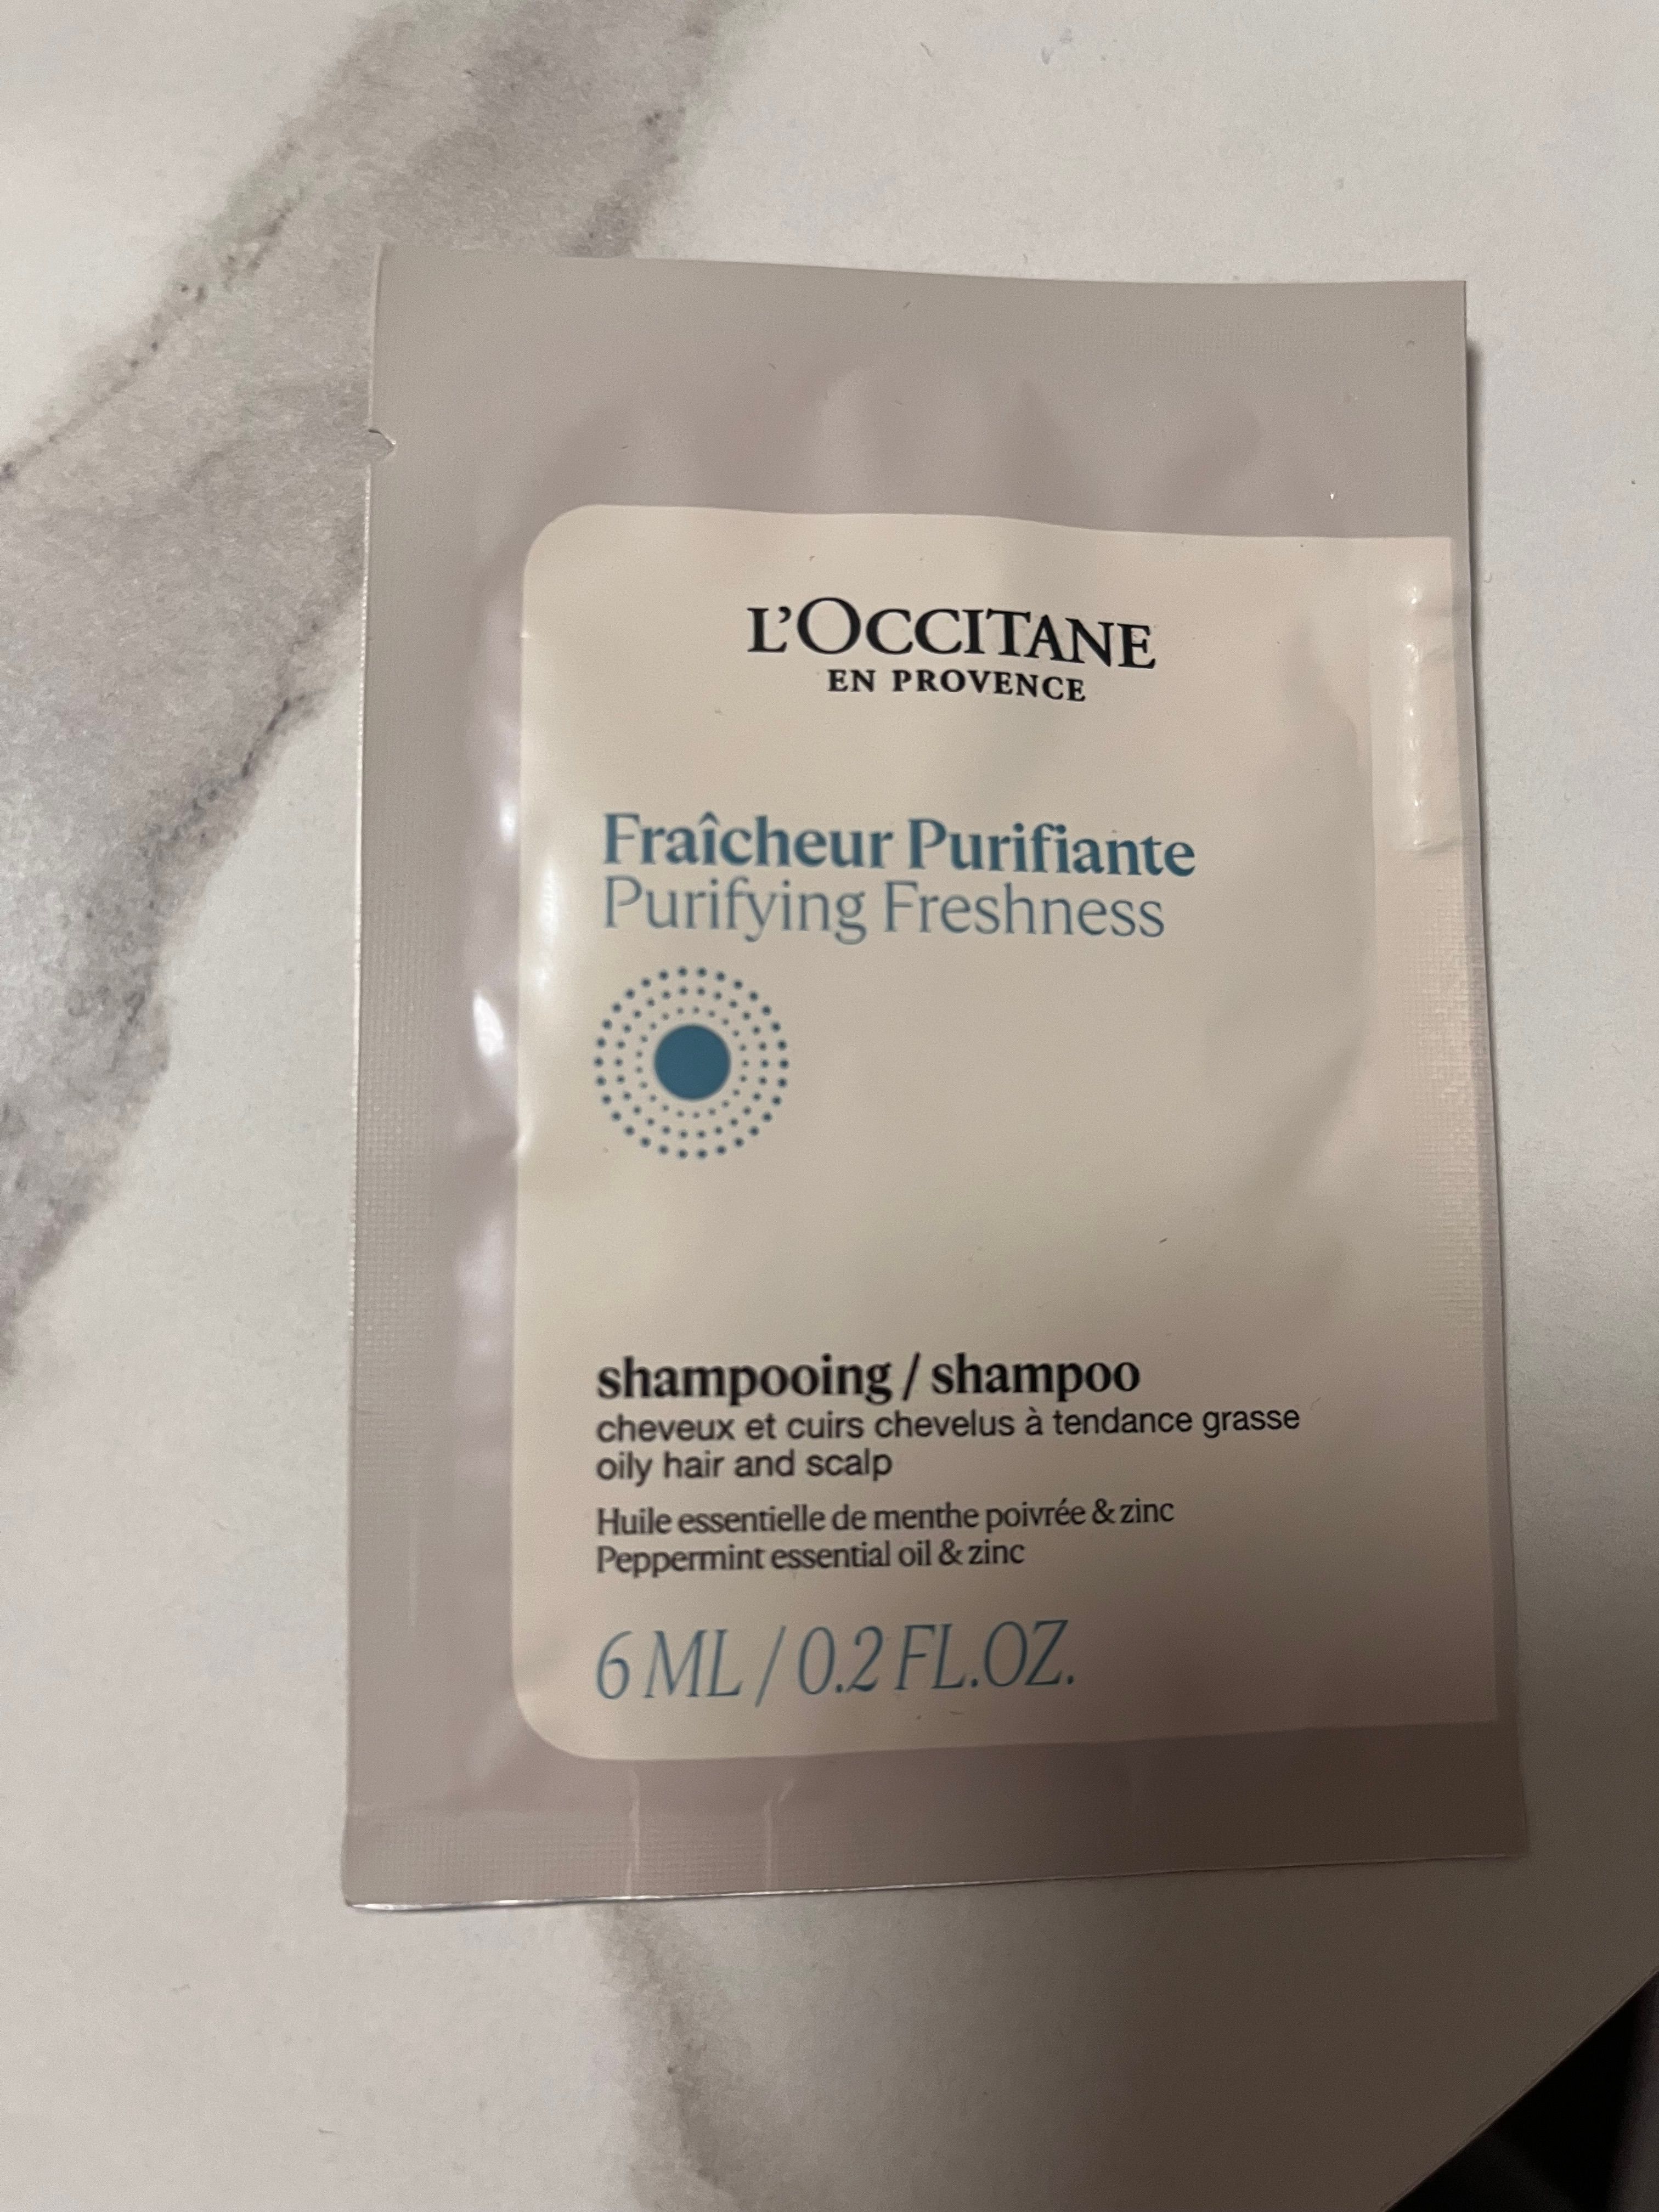 L'OCCITANE
EN PROVENCE
Fraîcheur Purifiante
Purifying Freshness
shampooing / shampoo
cheveux et cuirs chevelus à tendance grasse
oily hair and scalp
Huile essentielle de menthe poivrée & zinc
Peppermint essential oil & zinc
6 ML / 0.2 FL.OZ.